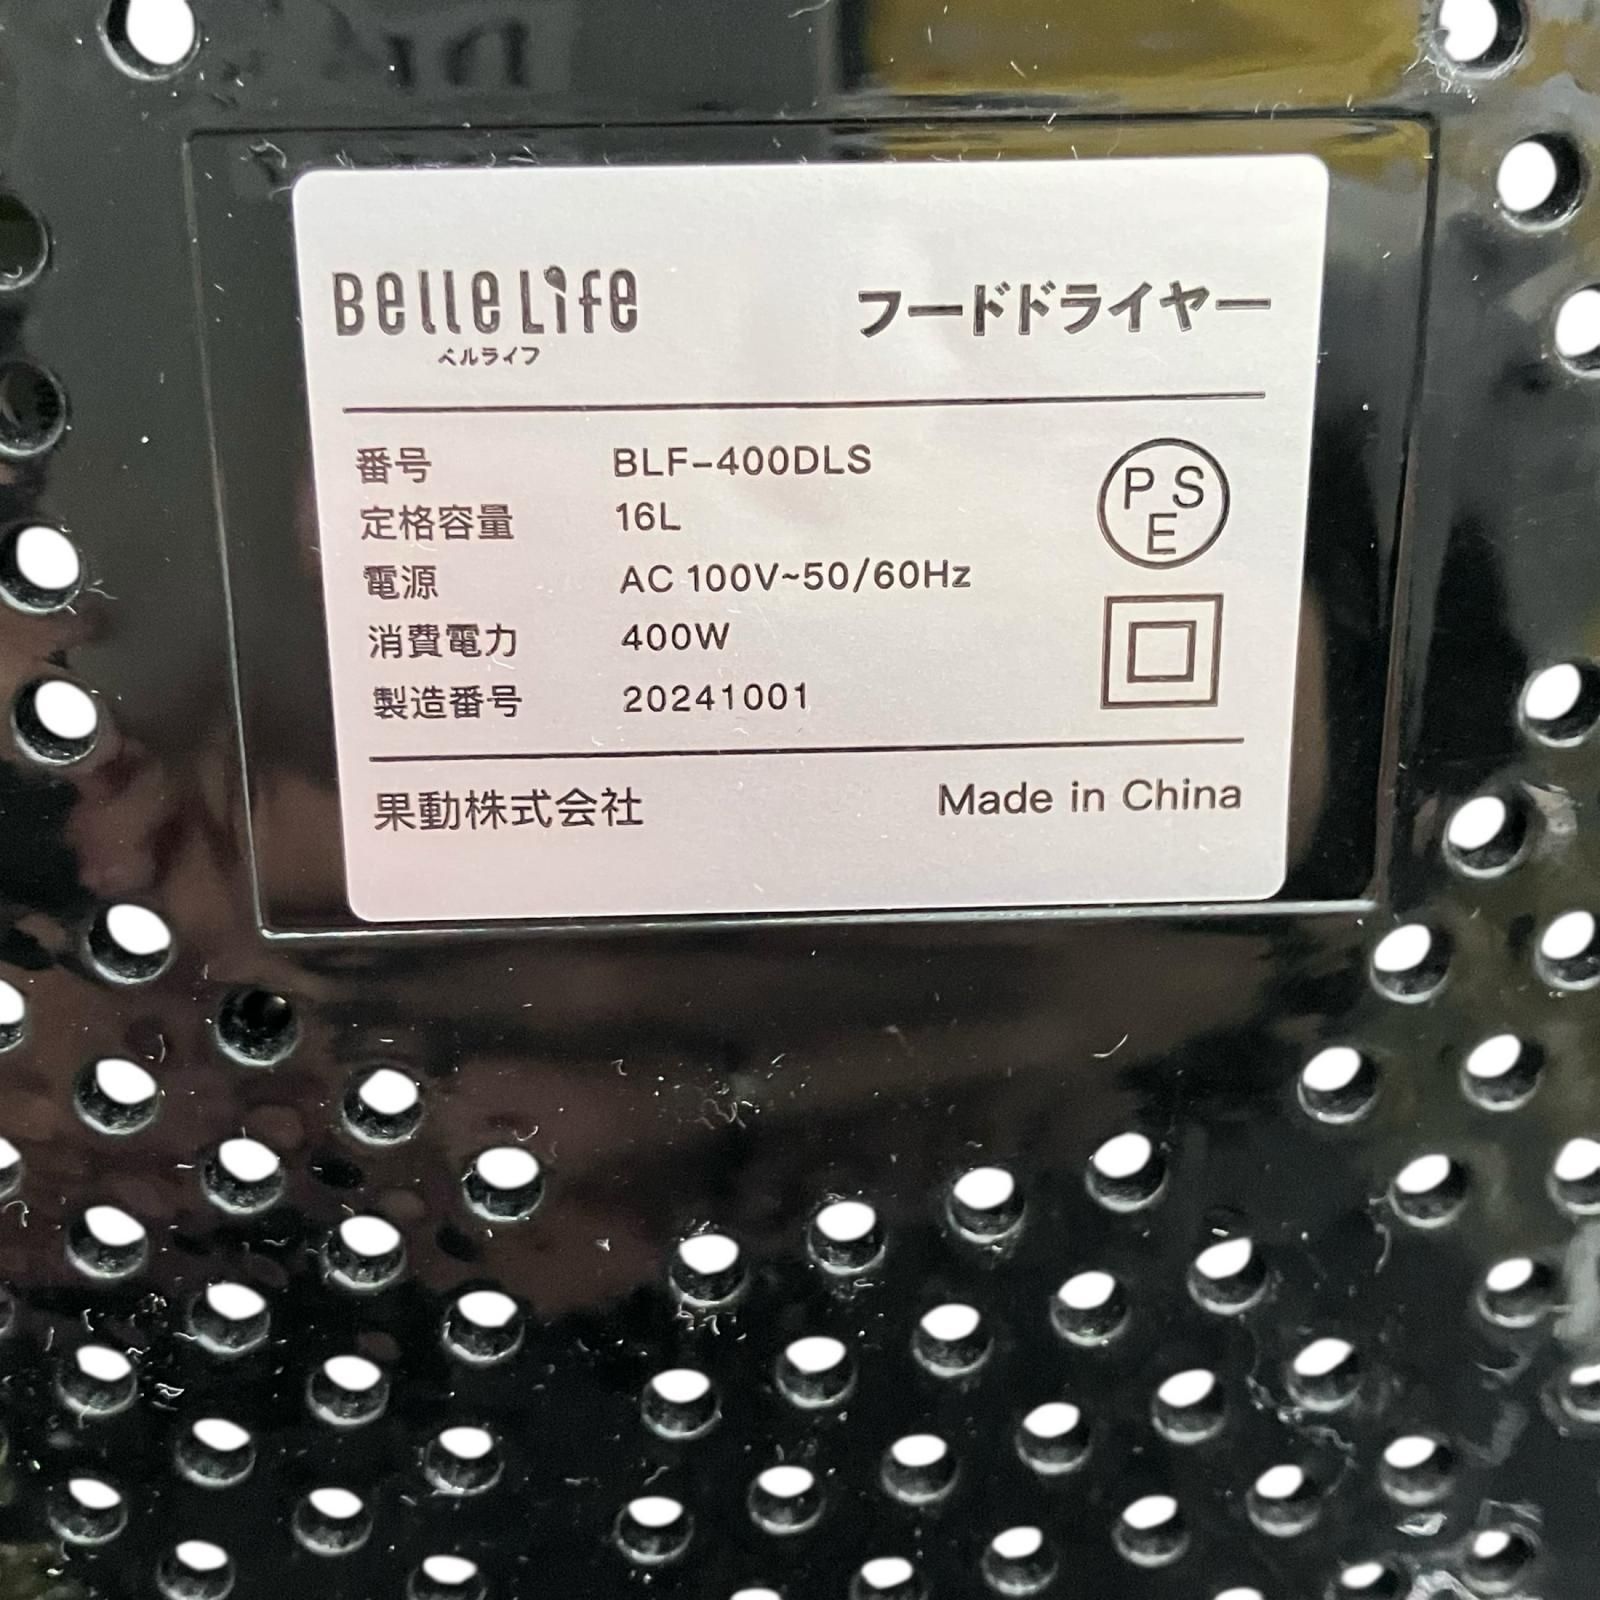 Belle Life フードドライヤー
ベルライフ
番号 BLF-400DLS
定格容量 16L
電源 AC 100V~50/60Hz
消費電力 400W
製造番号 20241001
PSE
果動株式会社 Made in China